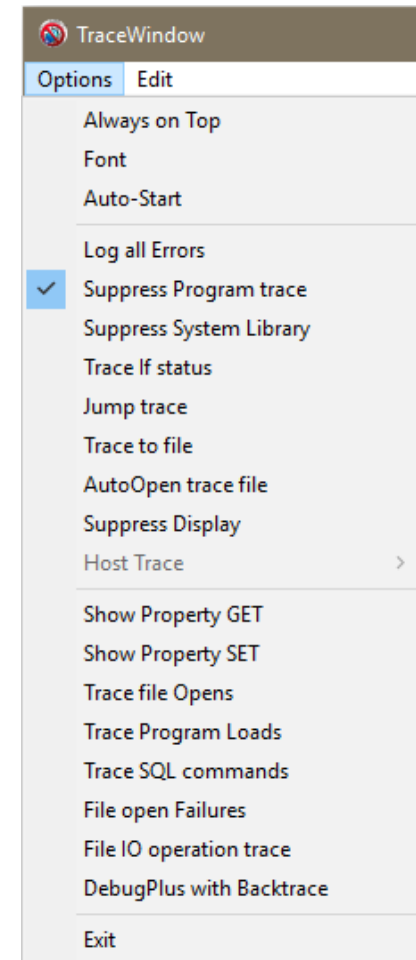 TraceWindow
Options Edit
Always on Top
Font
Auto-Start
Log all Errors
Suppress Program trace
Suppress System Library
Trace If status
Jump trace
Trace to file
AutoOpen trace file
Suppress Display
Host Trace
Show Property GET
Show Property SET
Trace file Opens
Trace Program Loads
Trace SQL commands
File open Failures
File IO operation trace
DebugPlus with Backtrace
Exit